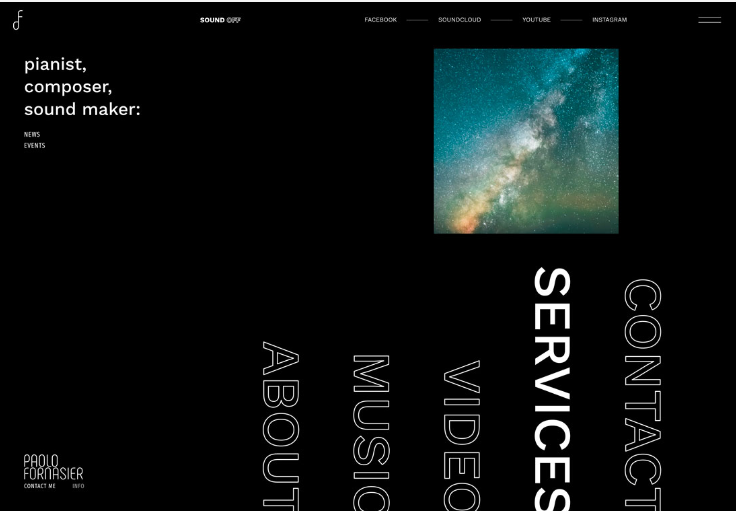 SOUND OFF
FACEBOOK SOUNDCLOUD YOUTUBE INSTAGRAM
pianist,
composer,
sound maker:
NEWS
EVENTS
ABOUT
MUSIC
VIDEO
SERVICES
CONTACT
PAOLO
FORNASIER
CONTACT ME INFO